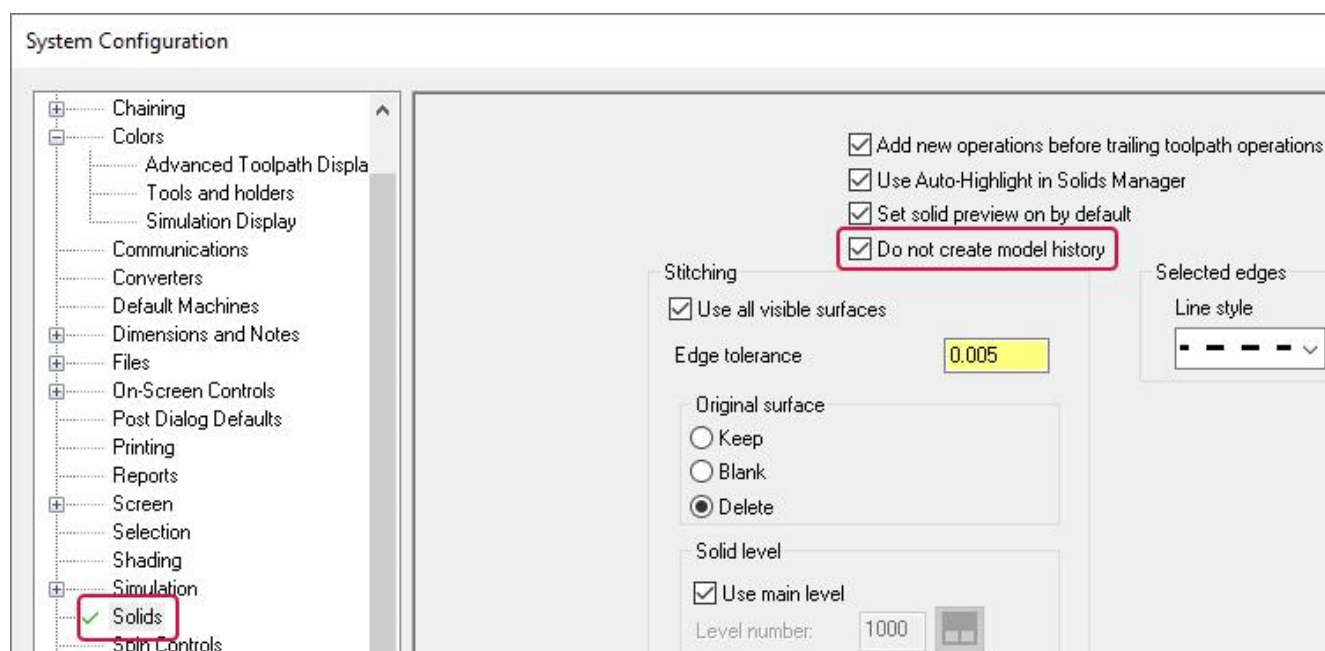 System Configuration
Chaining
Colors
Advanced Toolpath Displa
Tools and holders
Simulation Display
Communications
Converters
Default Machines
Dimensions and Notes
Files
On-Screen Controls
Post Dialog Defaults
Printing
Reports
Screen
Selection
Shading
Simulation
Solids
Spin Controls
Add new operations before trailing toolpath operations
Use Auto-Highlight in Solids Manager
Set solid preview on by default
Do not create model history
Stitching
Use all visible surfaces
Edge tolerance 0.005
Original surface
Keep
Blank
Delete
Solid level
Use main level
Level number: 1000
Selected edges
Line style